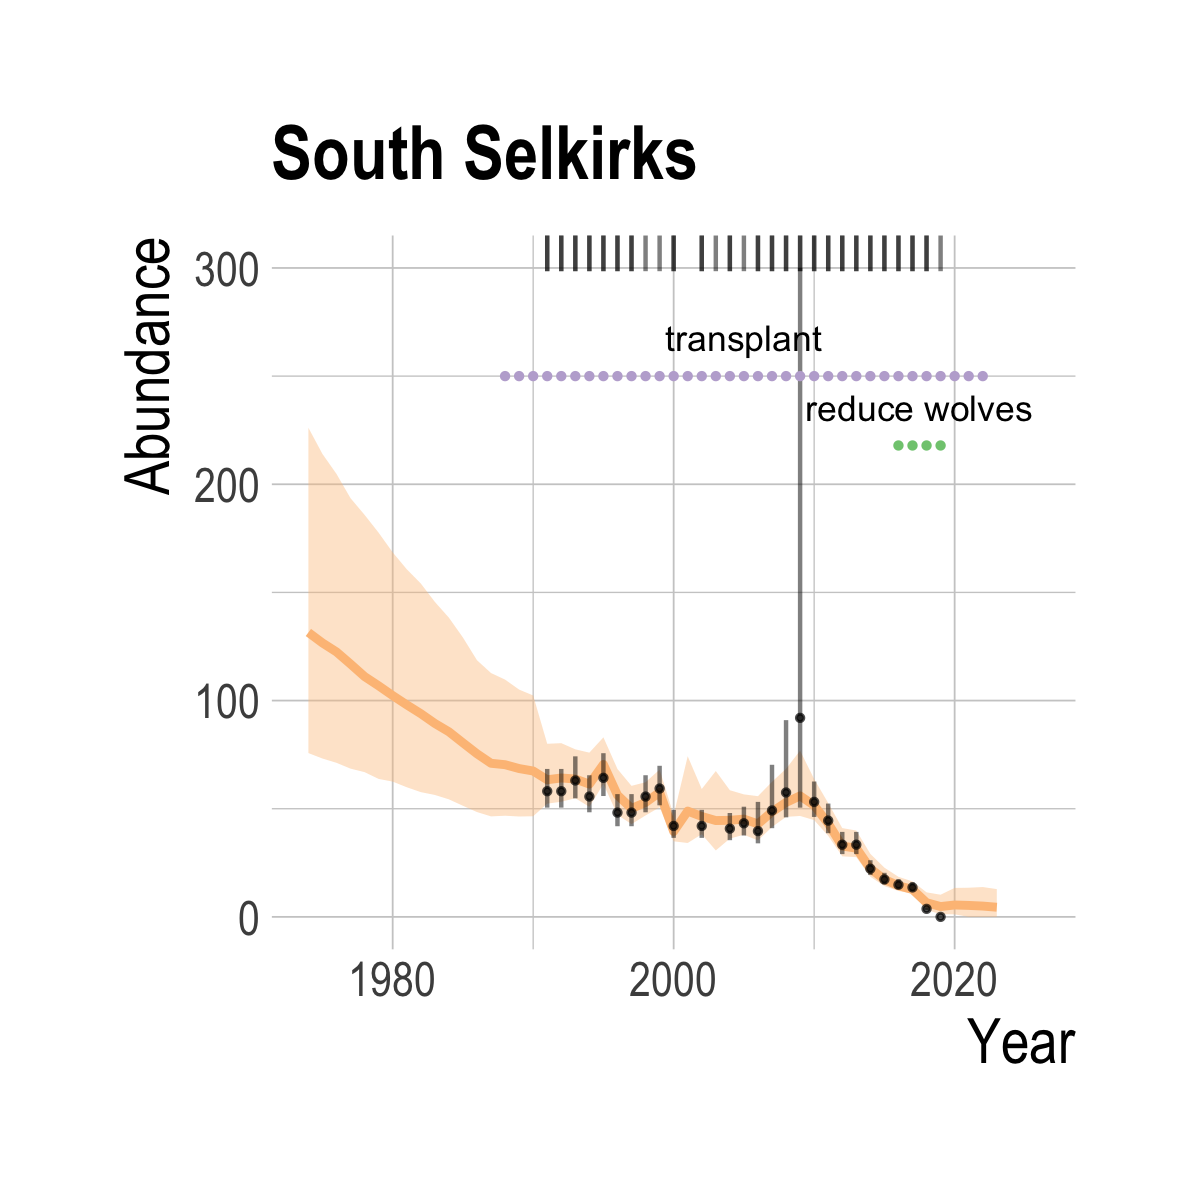 South Selkirks
Abundance
300
transplant
reduce wolves
200
100
0
1980 2000 2020
Year